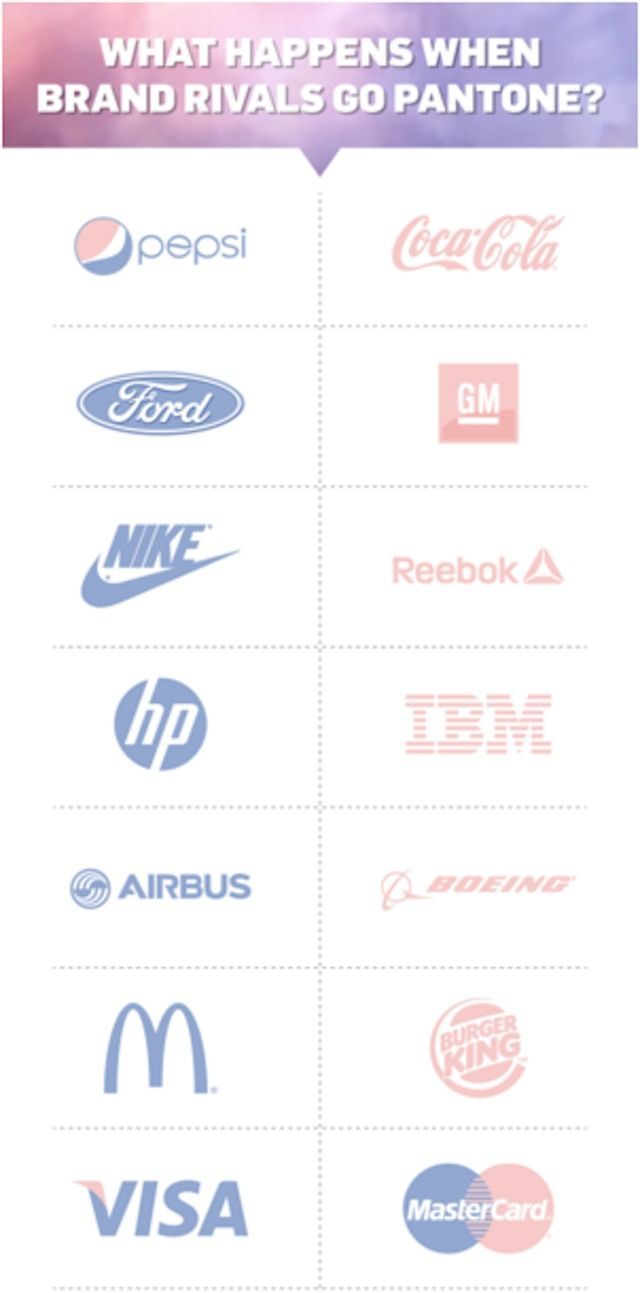 WHAT HAPPENS WHEN
BRAND RIVALS GO PANTONE?
pepsi
Coca-Cola
Ford
GM
NIKE
Reebok
hp
IBM
AIRBUS
BOEING
M
BURGER
KING
VISA
MasterCard